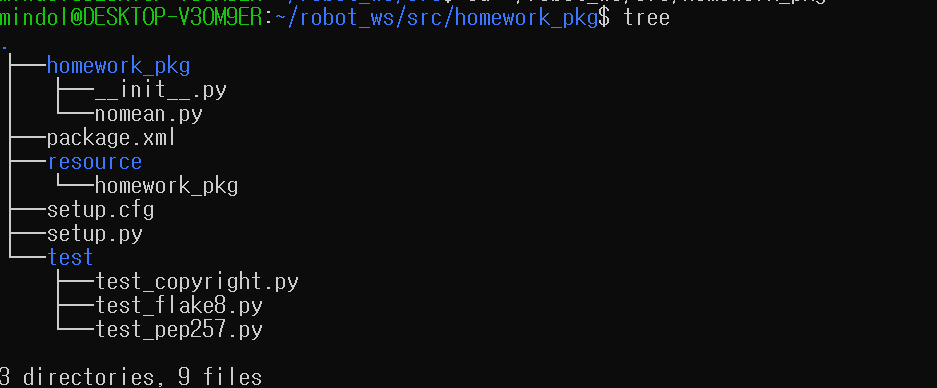 mindol@DESKTOP-V3OM9ER:~/robot_ws/src/homework_pkg$ tree
.
├──homework_pkg
│   ├──__init__.py
│   └──nomean.py
├──package.xml
├──resource
│   └──homework_pkg
├──setup.cfg
├──setup.py
└──test
    ├──test_copyright.py
    ├──test_flake8.py
    └──test_pep257.py
3 directories, 9 files